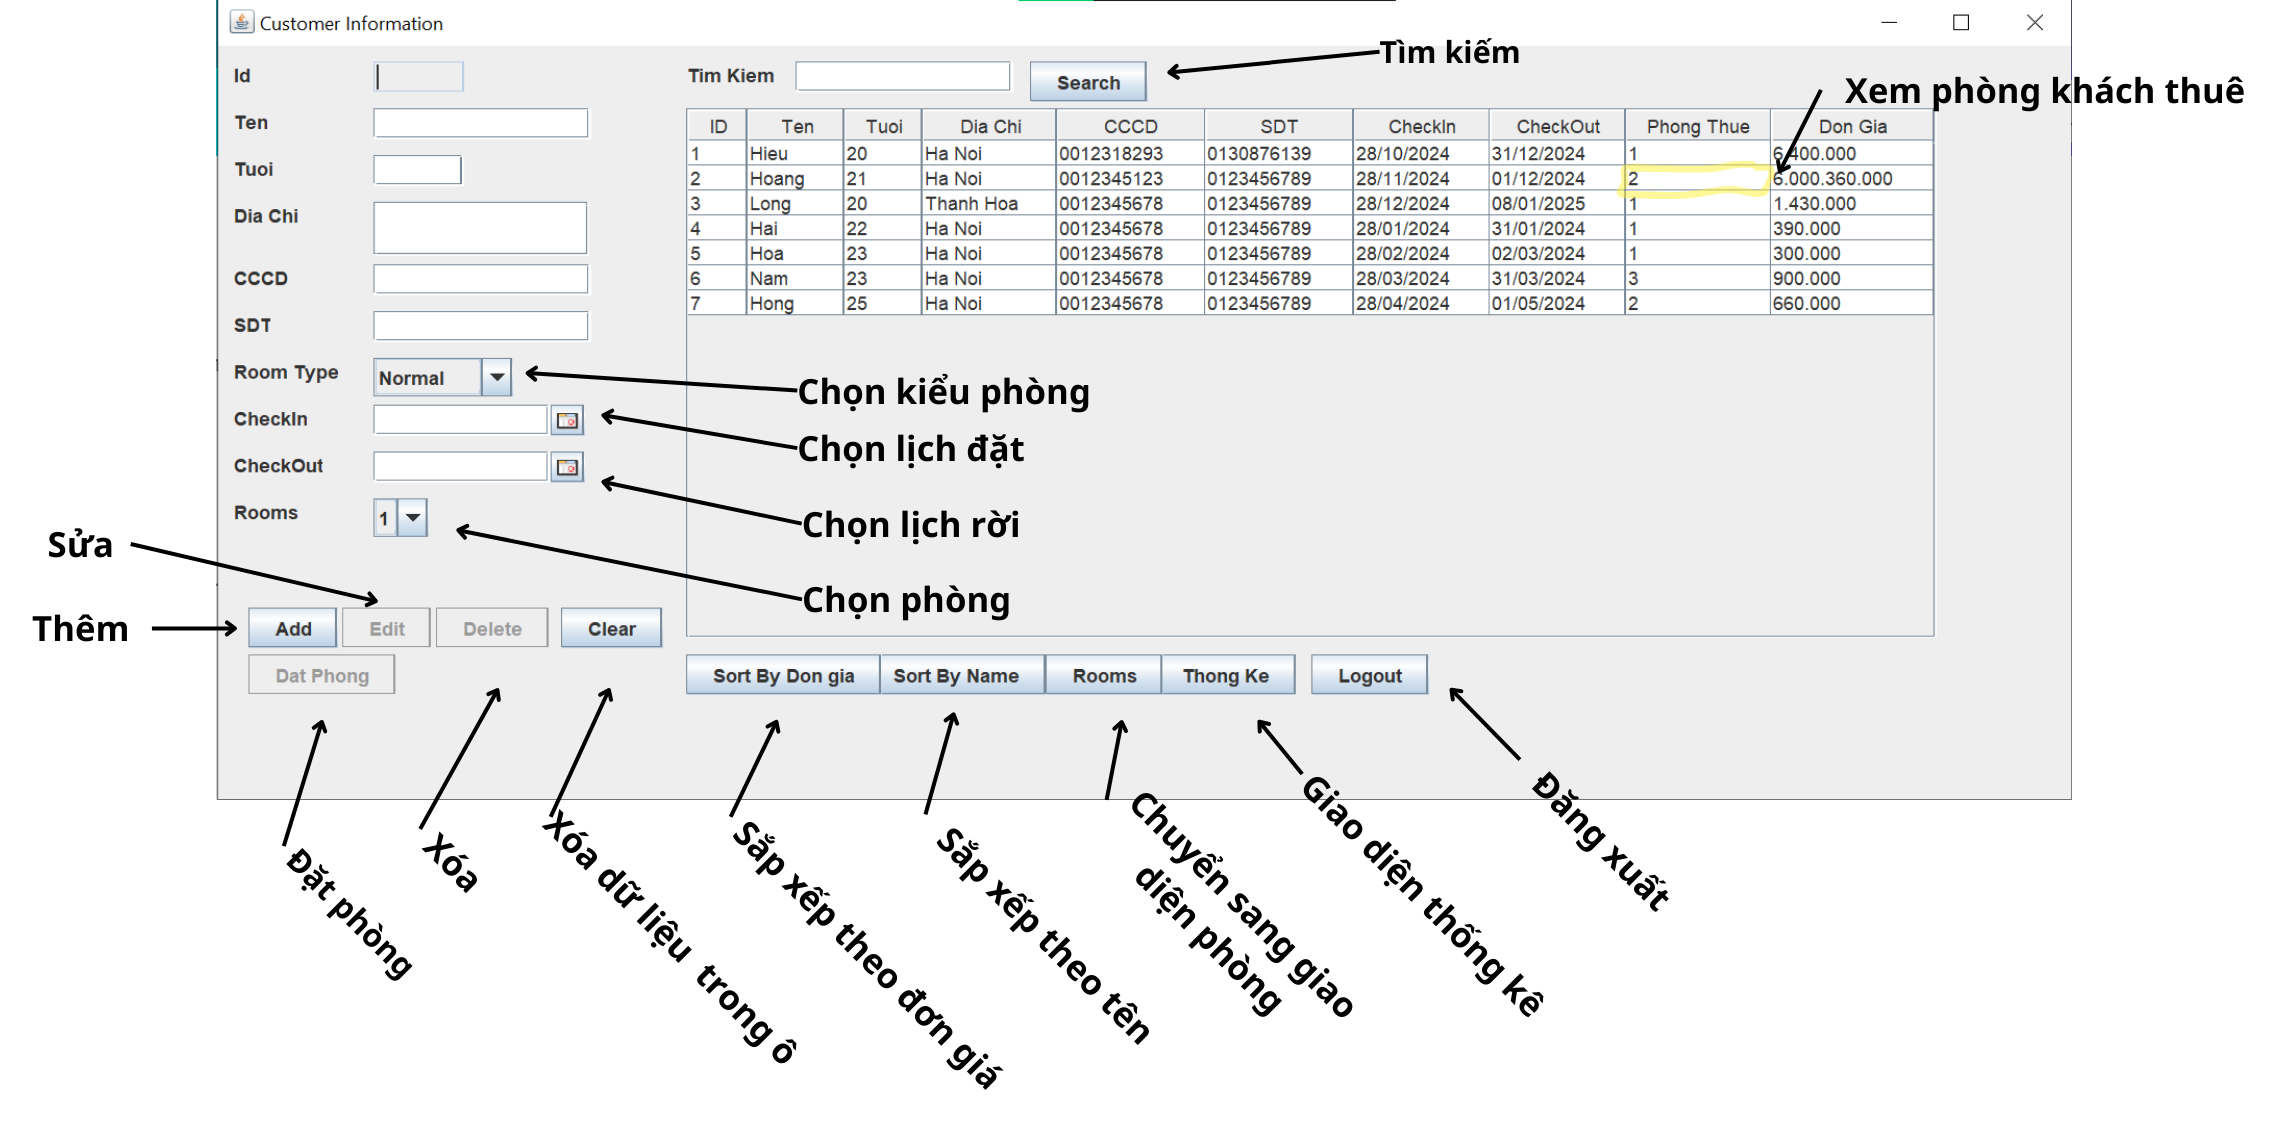 Customer Information
Id
Tim Kiem
Search
Tìm kiếm
Xem phòng khách thuê
Ten
Tuoi
Dia Chi
CCCD
SDT
Room Type
Normal
CheckIn
CheckOut
Rooms
1
ID Ten Tuoi Dia Chi CCCD SDT CheckIn CheckOut Phong Thue Don Gia
1 Hieu 20 Ha Noi 0012318293 0130876139 28/10/2024 31/12/2024 1 6.400.000
2 Hoang 21 Ha Noi 0012345123 0123456789 28/11/2024 01/12/2024 2 6.000.360.000
3 Long 20 Thanh Hoa 0012345678 0123456789 28/12/2024 08/01/2025 1 1.430.000
4 Hai 22 Ha Noi 0012345678 0123456789 28/01/2024 31/01/2024 1 390.000
5 Hoa 23 Ha Noi 0012345678 0123456789 28/02/2024 02/03/2024 1 300.000
6 Nam 23 Ha Noi 0012345678 0123456789 28/03/2024 31/03/2024 3 900.000
7 Hong 25 Ha Noi 0012345678 0123456789 28/04/2024 01/05/2024 2 660.000
Chọn kiểu phòng
Chọn lịch đặt
Chọn lịch rời
Chọn phòng
Sửa
Thêm
Add Edit Delete Clear
Dat Phong
Sort By Don gia Sort By Name Rooms Thong Ke Logout
Đặt phòng
Xóa
Xóa dữ liệu trong ô
Sắp xếp theo đơn giá
Sắp xếp theo tên
Chuyển sang giao
diện phòng
Giao diện thống kê
Đăng xuất